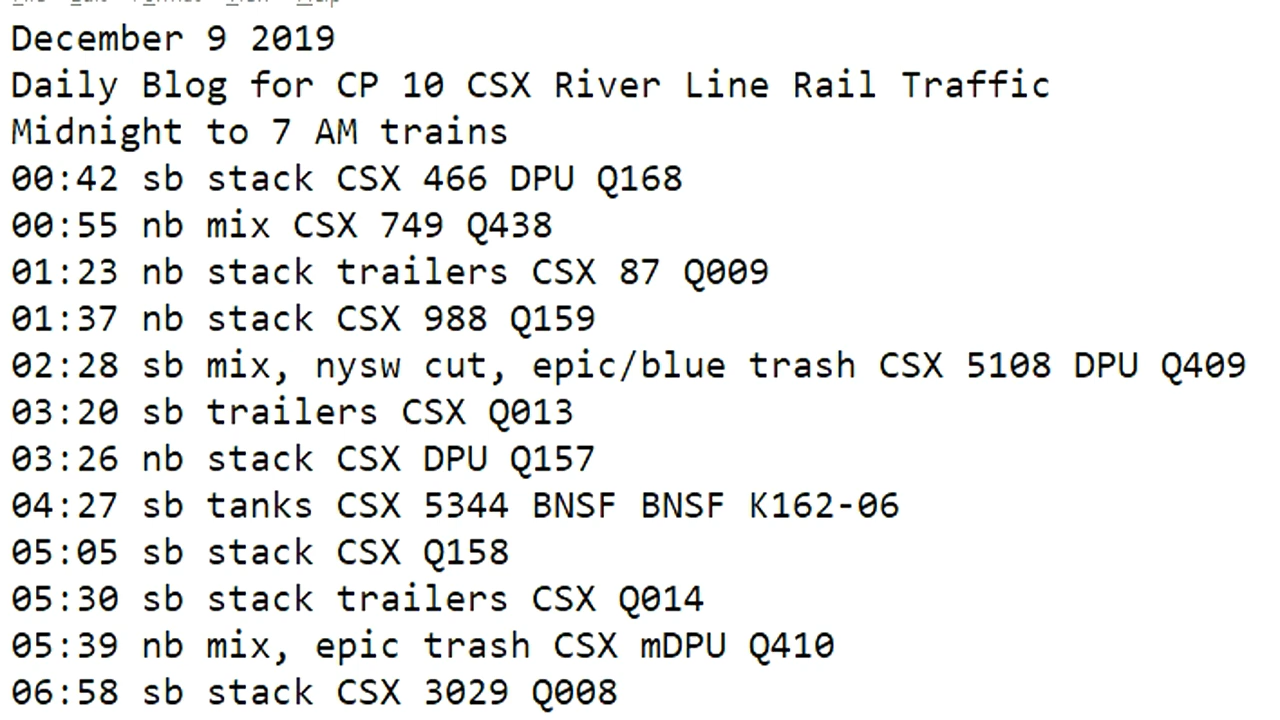 December 9 2019
Daily Blog for CP 10 CSX River Line Rail Traffic
Midnight to 7 AM trains
00:42 sb stack CSX 466 DPU Q168
00:55 nb mix CSX 749 Q438
01:23 nb stack trailers CSX 87 Q009
01:37 nb stack CSX 988 Q159
02:28 sb mix, nysw cut, epic/blue trash CSX 5108 DPU Q409
03:20 sb trailers CSX Q013
03:26 nb stack CSX DPU Q157
04:27 sb tanks CSX 5344 BNSF BNSF K162-06
05:05 sb stack CSX Q158
05:30 sb stack trailers CSX Q014
05:39 nb mix, epic trash CSX mDPU Q410
06:58 sb stack CSX 3029 Q008